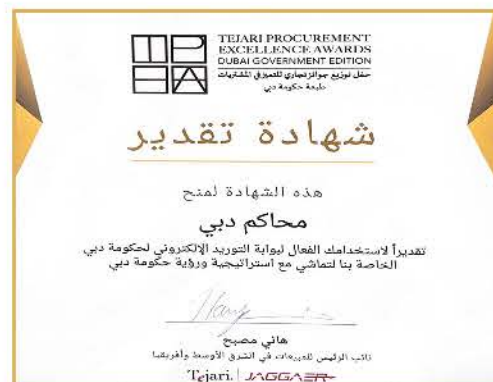 TEJARI PROCUREMENT
EXCELLENCE AWARDS
DUBAI GOVERNMENT EDITION
حفل توزيع جوائز تجاري للتميز في المشتريات
طبعة حكومة دبي
شهادة تقدير
هذه الشهادة لمنح
محاكم دبي
تقديراً لاستخدامك الفعال لبوابة التوريد الإلكتروني لحكومة دبي
الخاصة بنا لتماشي مع استراتيجية ورؤية حكومة دبي
هاني مصبح
نائب الرئيس للمبيعات في الشرق الأوسط وأفريقيا
Tejari. | JAGGAER